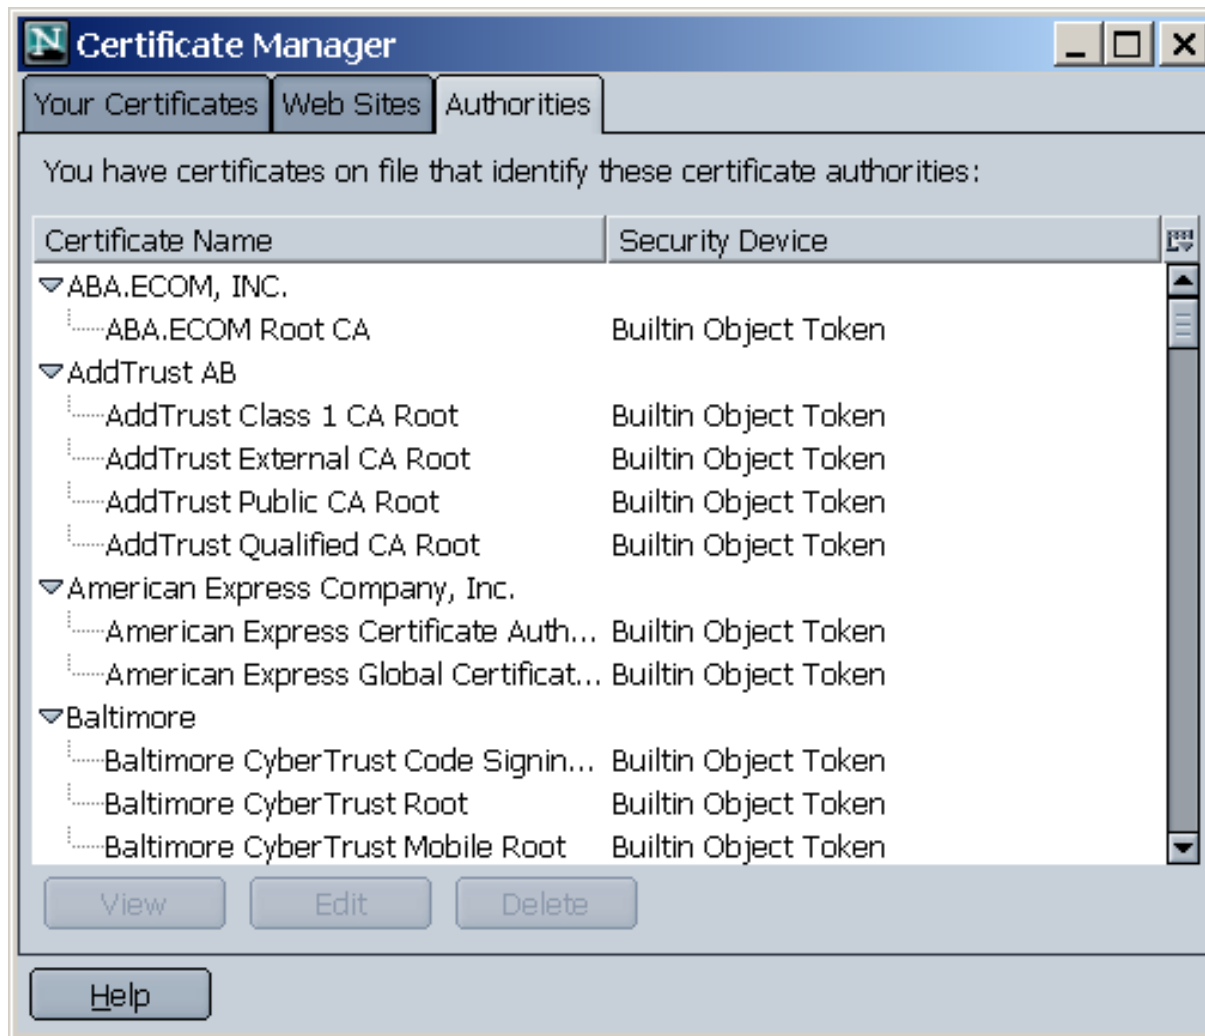 N Certificate Manager
Your Certificates Web Sites Authorities
You have certificates on file that identify these certificate authorities:
Certificate Name Security Device
ABA.ECOM, INC.
ABA.ECOM Root CA Builtin Object Token
AddTrust AB
AddTrust Class 1 CA Root Builtin Object Token
AddTrust External CA Root Builtin Object Token
AddTrust Public CA Root Builtin Object Token
AddTrust Qualified CA Root Builtin Object Token
American Express Company, Inc.
American Express Certificate Auth... Builtin Object Token
American Express Global Certificat... Builtin Object Token
Baltimore
Baltimore CyberTrust Code Signin... Builtin Object Token
Baltimore CyberTrust Root Builtin Object Token
Baltimore CyberTrust Mobile Root Builtin Object Token
View Edit Delete
Help